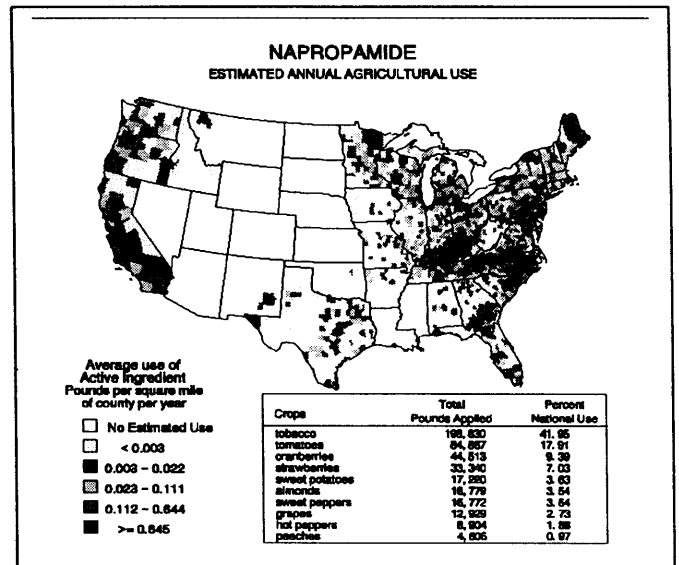 NAPROPAMIDE
ESTIMATED ANNUAL AGRICULTURAL USE
Average use of
Active Ingredient
Pounds per square mile
of county per year
No Estimated Use
< 0.003
0.003 - 0.022
0.023 - 0.111
0.112 - 0.644
>= 0.645
Crops Total Pounds Applied Percent National Use
tobacco 198,830 41.95
tomatoes 84,887 17.91
cranberries 44,513 9.39
strawberries 33,340 7.03
sweet potatoes 17,220 3.63
almonds 16,779 3.54
sweet peppers 16,772 3.54
grapes 12,929 2.73
hot peppers 8,904 1.88
peaches 4,605 0.97